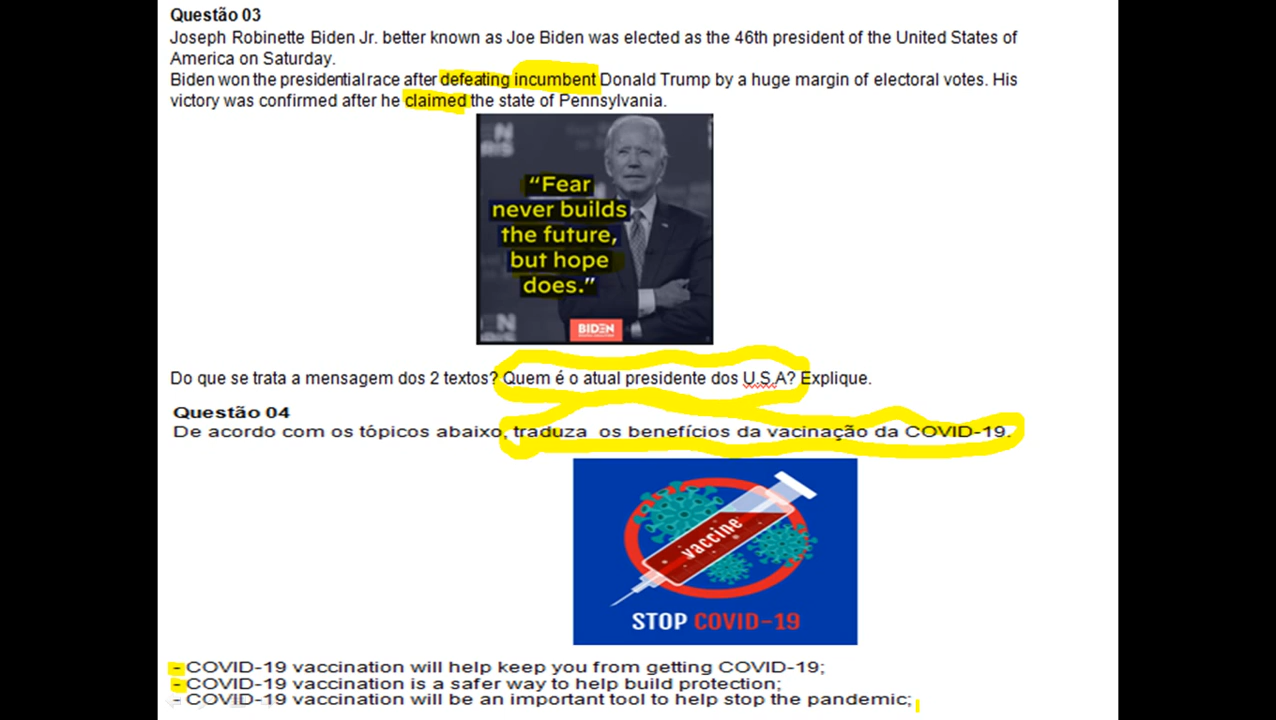 Questão 03
Joseph Robinette Biden Jr. better known as Joe Biden was elected as the 46th president of the United States of
America on Saturday.
Biden won the presidential race after defeating incumbent Donald Trump by a huge margin of electoral votes. His
victory was confirmed after he claimed the state of Pennsylvania.
“Fear
never builds
the future,
but hope
does.”
BIDEN
Do que se trata a mensagem dos 2 textos? Quem é o atual presidente dos U.S.A? Explique.
Questão 04
De acordo com os tópicos abaixo, traduza os benefícios da vacinação da COVID-19.
vaccine
STOP COVID-19
- COVID-19 vaccination will help keep you from getting COVID-19;
- COVID-19 vaccination is a safer way to help build protection;
- COVID-19 vaccination will be an important tool to help stop the pandemic;